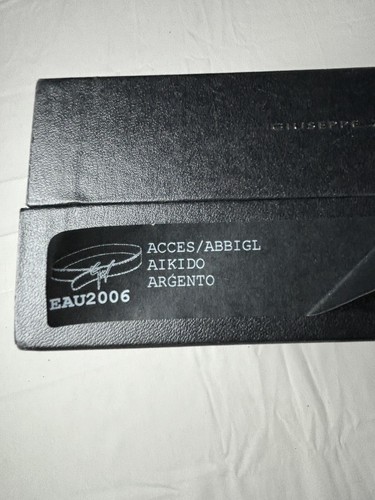 GIUSEPPE
ACCES/ABBIGL
AIKIDO
ARGENTO
EAU2006